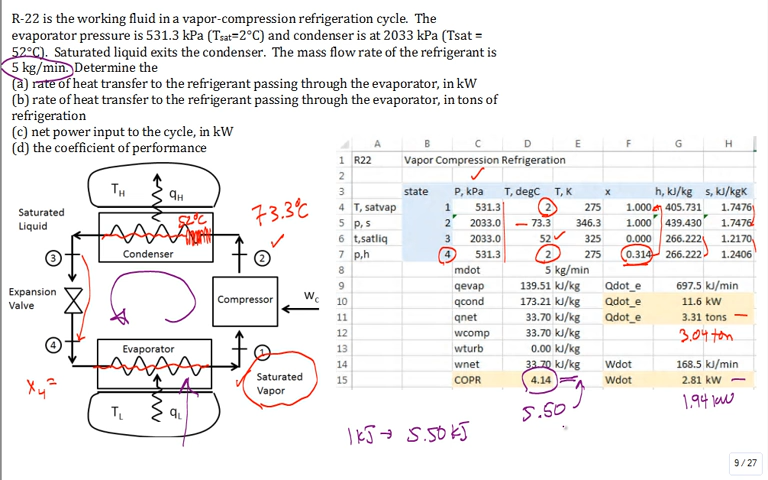 R-22 is the working fluid in a vapor-compression refrigeration cycle. The
evaporator pressure is 531.3 kPa (Tsat=2°C) and condenser is at 2033 kPa (Tsat =
52°C). Saturated liquid exits the condenser. The mass flow rate of the refrigerant is
5 kg/min. Determine the
(a) rate of heat transfer to the refrigerant passing through the evaporator, in kW
(b) rate of heat transfer to the refrigerant passing through the evaporator, in tons of
refrigeration
(c) net power input to the cycle, in kW
(d) the coefficient of performance
TH
qH
52°C
73.3°C
Saturated
Liquid
3
Condenser
2
Expansion
Valve
Compressor
Wc
4
Evaporator
1
x4 =
Saturated
Vapor
TL
qL
A B C D E F G H
1 R22 Vapor Compression Refrigeration
2
3 state P, kPa T, degC T, K x h, kJ/kg s, kJ/kgK
4 T, satvap 1 531.3 2 275 1.000 405.731 1.7476
5 p, s 2 2033.0 73.3 346.3 1.000 439.430 1.7476
6 t,satliq 3 2033.0 52 325 0.000 266.222 1.2170
7 p,h 4 531.3 2 275 0.314 266.222 1.2406
8 mdot 5 kg/min
9 qevap 139.51 kJ/kg Qdot_e 697.5 kJ/min
10 qcond 173.21 kJ/kg Qdot_e 11.6 kW
11 qnet 33.70 kJ/kg Qdot_e 3.31 tons
12 wcomp 33.70 kJ/kg
3.04 ton
13 wturb 0.00 kJ/kg
14 wnet 33.70 kJ/kg Wdot 168.5 kJ/min
15 COPR 4.14 Wdot 2.81 kW
5.50
1.94 kW
1kJ → 5.50 kJ
9 / 27